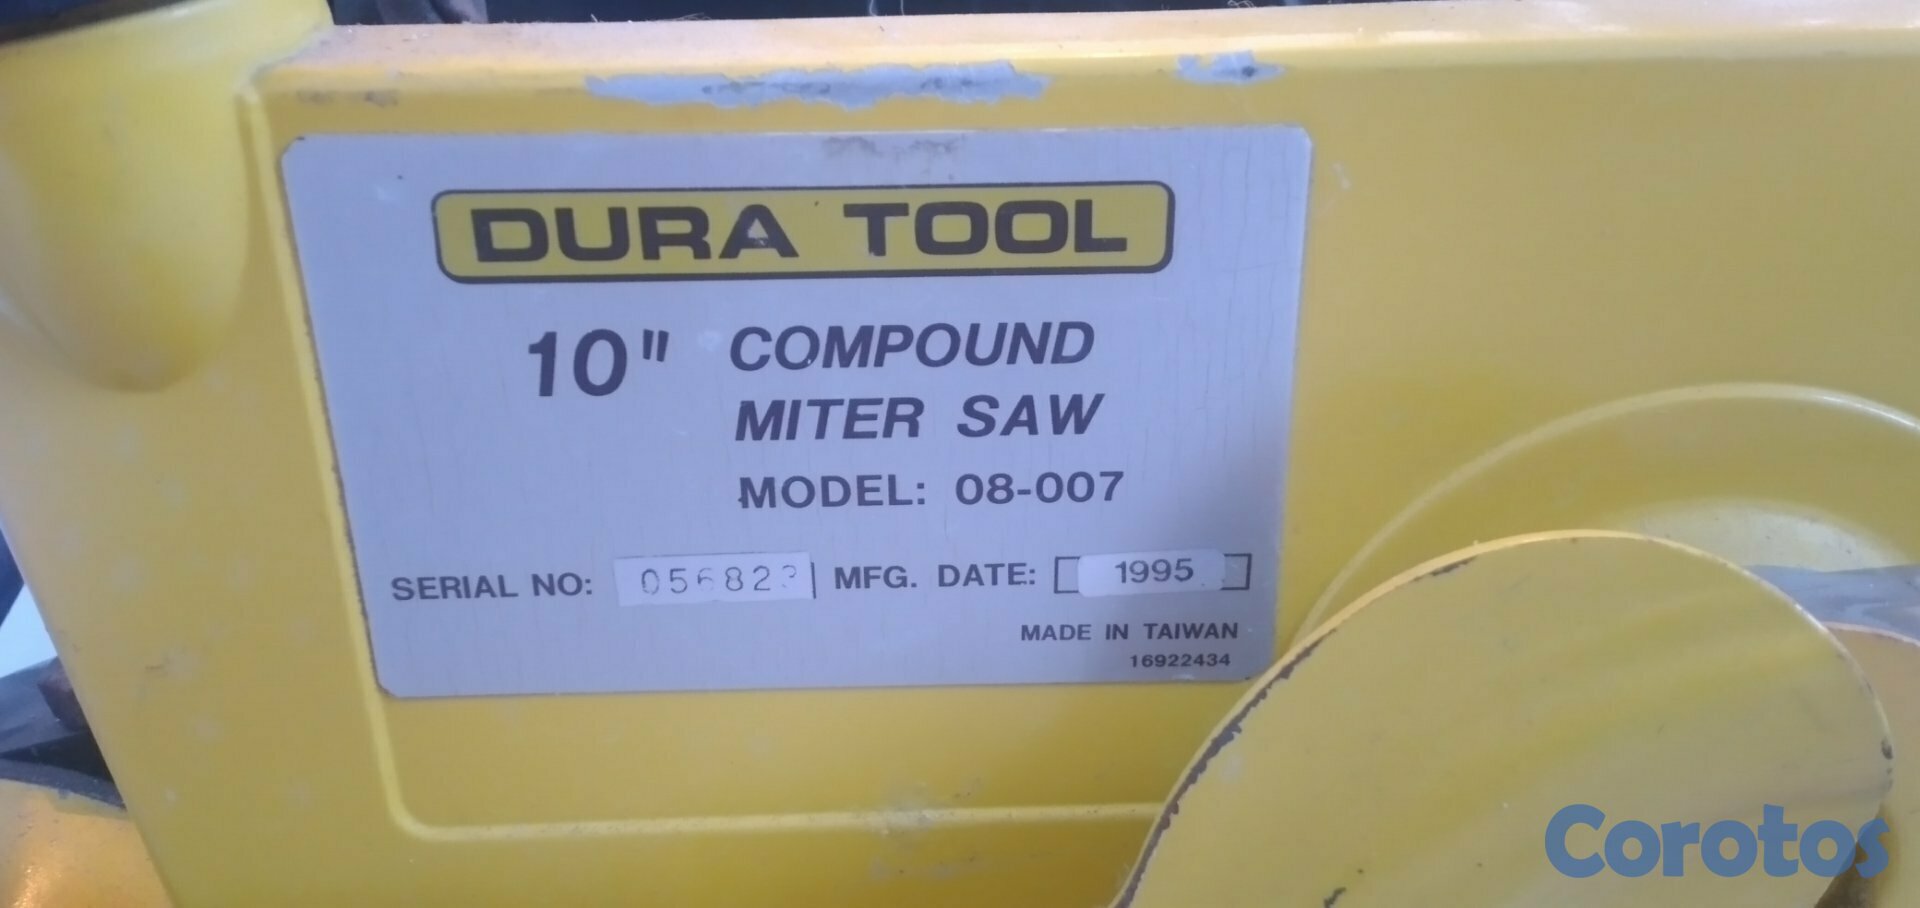 DURA TOOL
10" COMPOUND
MITER SAW
MODEL: 08-007
SERIAL NO: MFG. DATE: 1995
MADE IN TAIWAN
16922434
Corotos